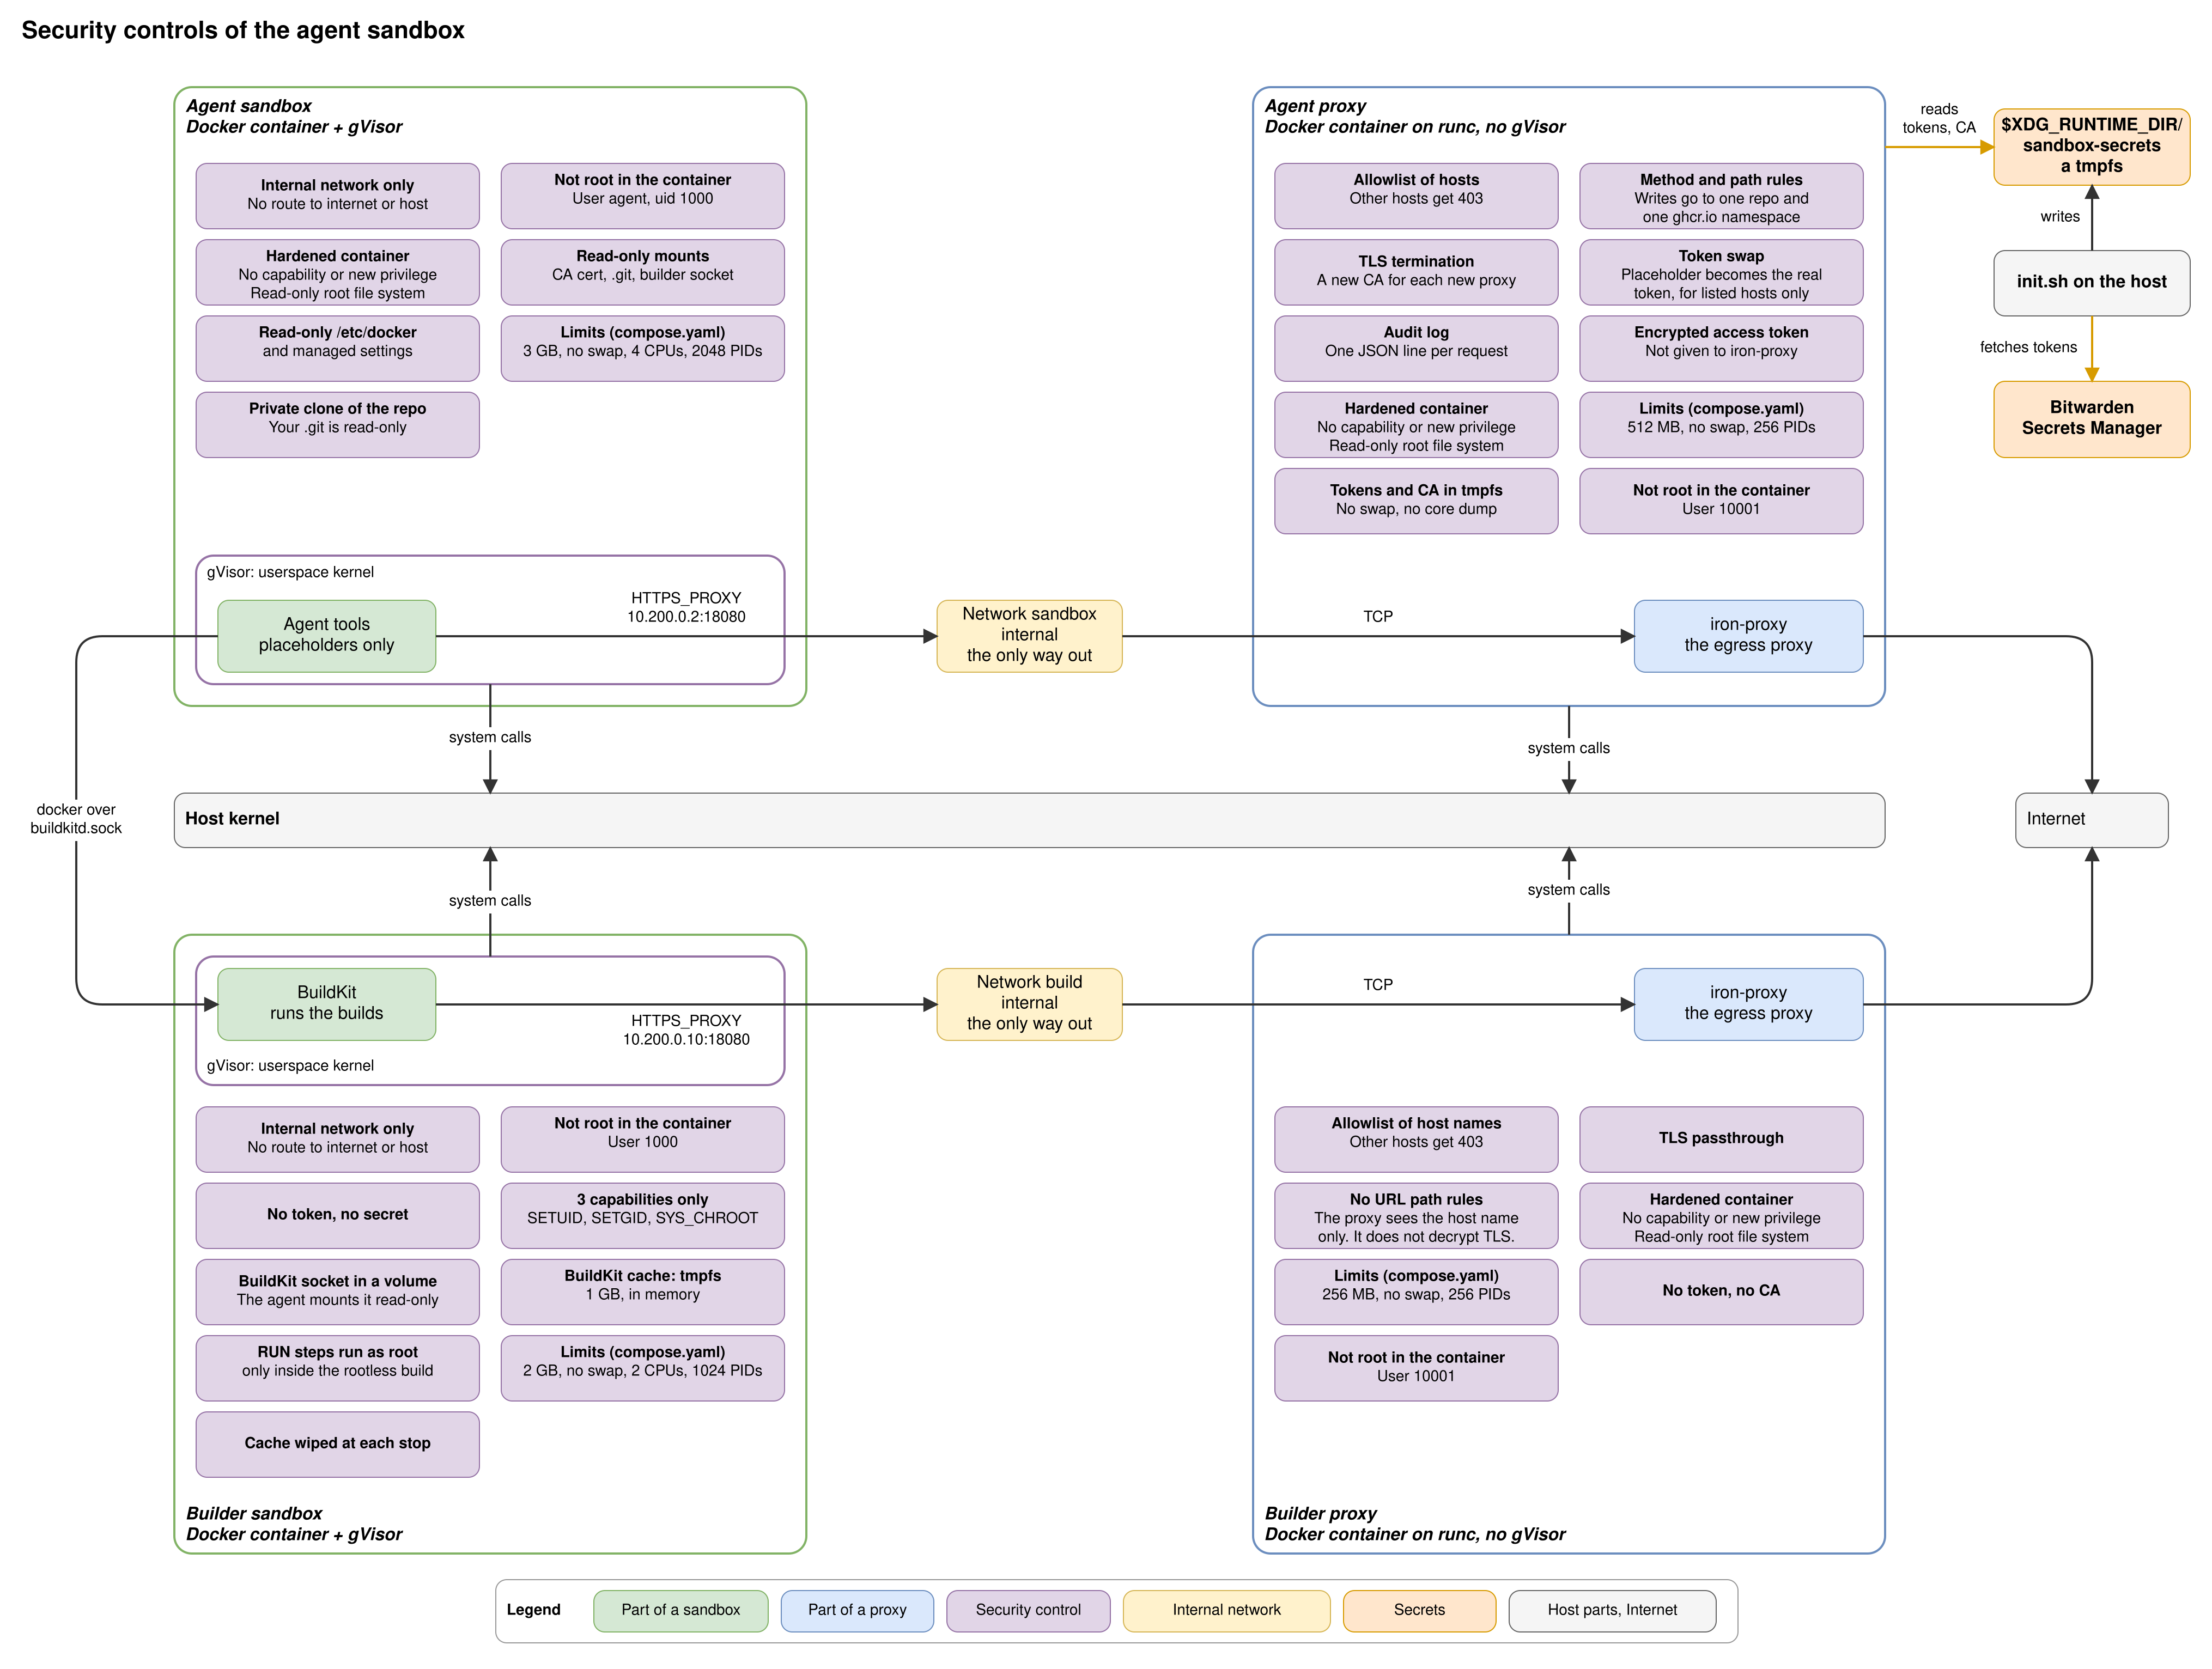 Security controls of the agent sandbox
Agent sandbox
Docker container + gVisor
Internal network only
No route to internet or host
Not root in the container
User agent, uid 1000
Hardened container
No capability or new privilege
Read-only root file system
Read-only mounts
CA cert, .git, builder socket
Read-only /etc/docker
and managed settings
Limits (compose.yaml)
3 GB, no swap, 4 CPUs, 2048 PIDs
Private clone of the repo
Your .git is read-only
gVisor: userspace kernel
Agent tools
placeholders only
HTTPS_PROXY
10.200.0.2:18080
Network sandbox
internal
the only way out
Agent proxy
Docker container on runc, no gVisor
Allowlist of hosts
Other hosts get 403
Method and path rules
Writes go to one repo and
one ghcr.io namespace
TLS termination
A new CA for each new proxy
Token swap
Placeholder becomes the real
token, for listed hosts only
Audit log
One JSON line per request
Encrypted access token
Not given to iron-proxy
Hardened container
No capability or new privilege
Read-only root file system
Limits (compose.yaml)
512 MB, no swap, 256 PIDs
Tokens and CA in tmpfs
No swap, no core dump
Not root in the container
User 10001
TCP
iron-proxy
the egress proxy
reads
tokens, CA
$XDG_RUNTIME_DIR/
sandbox-secrets
a tmpfs
writes
init.sh on the host
fetches tokens
Bitwarden
Secrets Manager
system calls
system calls
docker over
buildkitd.sock
Host kernel
Internet
system calls
system calls
BuildKit
runs the builds
HTTPS_PROXY
10.200.0.10:18080
gVisor: userspace kernel
Network build
internal
the only way out
TCP
iron-proxy
the egress proxy
Internal network only
No route to internet or host
Not root in the container
User 1000
No token, no secret
3 capabilities only
SETUID, SETGID, SYS_CHROOT
BuildKit socket in a volume
The agent mounts it read-only
BuildKit cache: tmpfs
1 GB, in memory
RUN steps run as root
only inside the rootless build
Limits (compose.yaml)
2 GB, no swap, 2 CPUs, 1024 PIDs
Cache wiped at each stop
Builder sandbox
Docker container + gVisor
Allowlist of host names
Other hosts get 403
TLS passthrough
No URL path rules
The proxy sees the host name
only. It does not decrypt TLS.
Hardened container
No capability or new privilege
Read-only root file system
Limits (compose.yaml)
256 MB, no swap, 256 PIDs
No token, no CA
Not root in the container
User 10001
Builder proxy
Docker container on runc, no gVisor
Legend
Part of a sandbox
Part of a proxy
Security control
Internal network
Secrets
Host parts, Internet